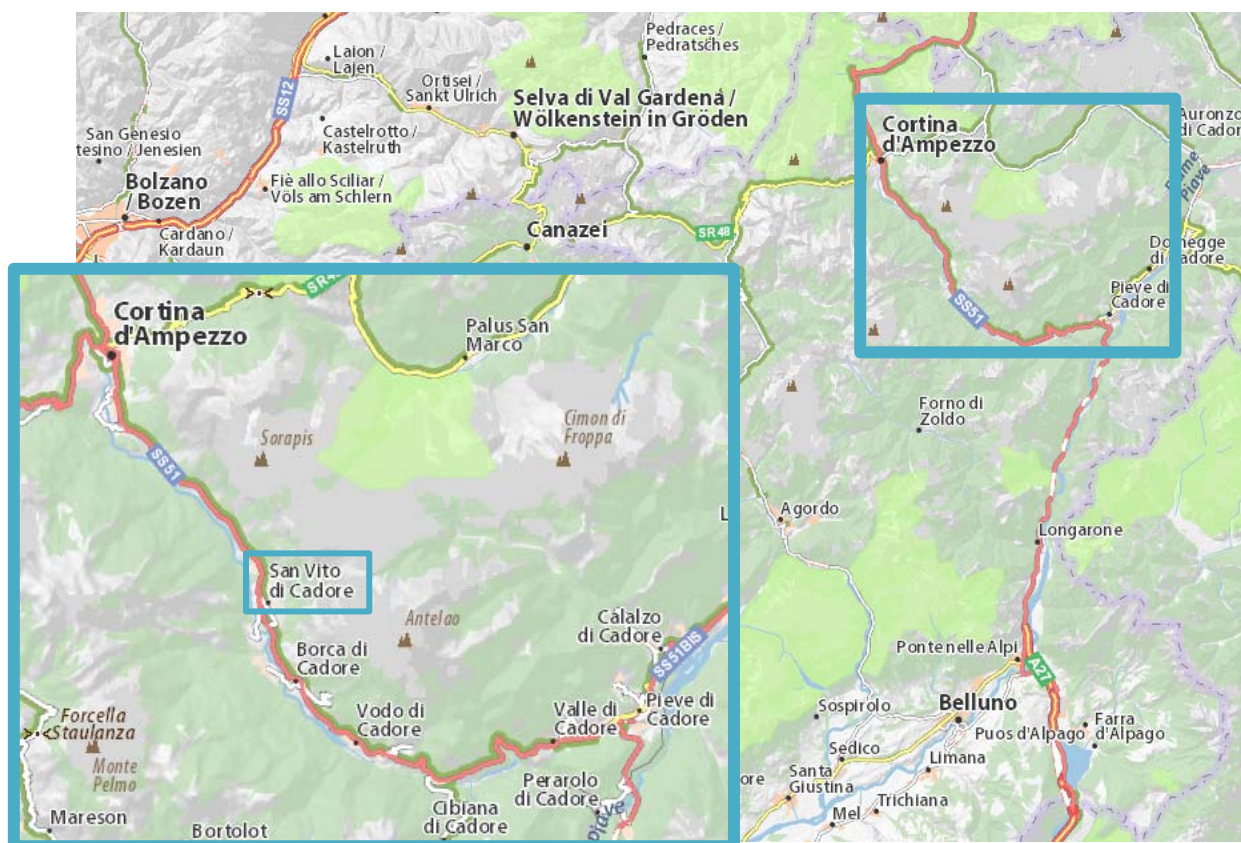 Pedraces /
Pedratsches
Laion /
Lajen
Ortisei /
Sankt Ulrich
Selva di Val Gardena /
Wölkenstein in Gröden
SS12
San Genesio
tesino / Jenesien
Castelrotto /
Kastelruth
Bolzano
/ Bozen
Fiè allo Sciliar /
Völs am Schlern
Cardano /
Kardaun
Canazei
SR48
Cortina
d'Ampezzo
Auronzo
di Cador
Fiume
Piave
Domegge
di Cadore
Pieve di
Cadore
SS51
Forno di
Zoldo
Agordo
Longarone
Ponte nelle Alpi
A27
Belluno
Sospirolo
Puos d'Alpago
Farra
d'Alpago
Sedico
Limana
Santa
Giustina
Trichiana
Mel
ore
Cortina
d'Ampezzo
Palus San
Marco
Sorapis
Cimon di
Froppa
SS51
San Vito
di Cadore
Antelao
Calalzo
di Cadore
SS51BIS
L
Borca di
Cadore
Vodo di
Cadore
Valle di
Cadore
Pieve di
Cadore
Forcella
Staulanza
Monte
Pelmo
Perarolo
di Cadore
Piave
Cibiana
di Cadore
Mareson
Bortolot